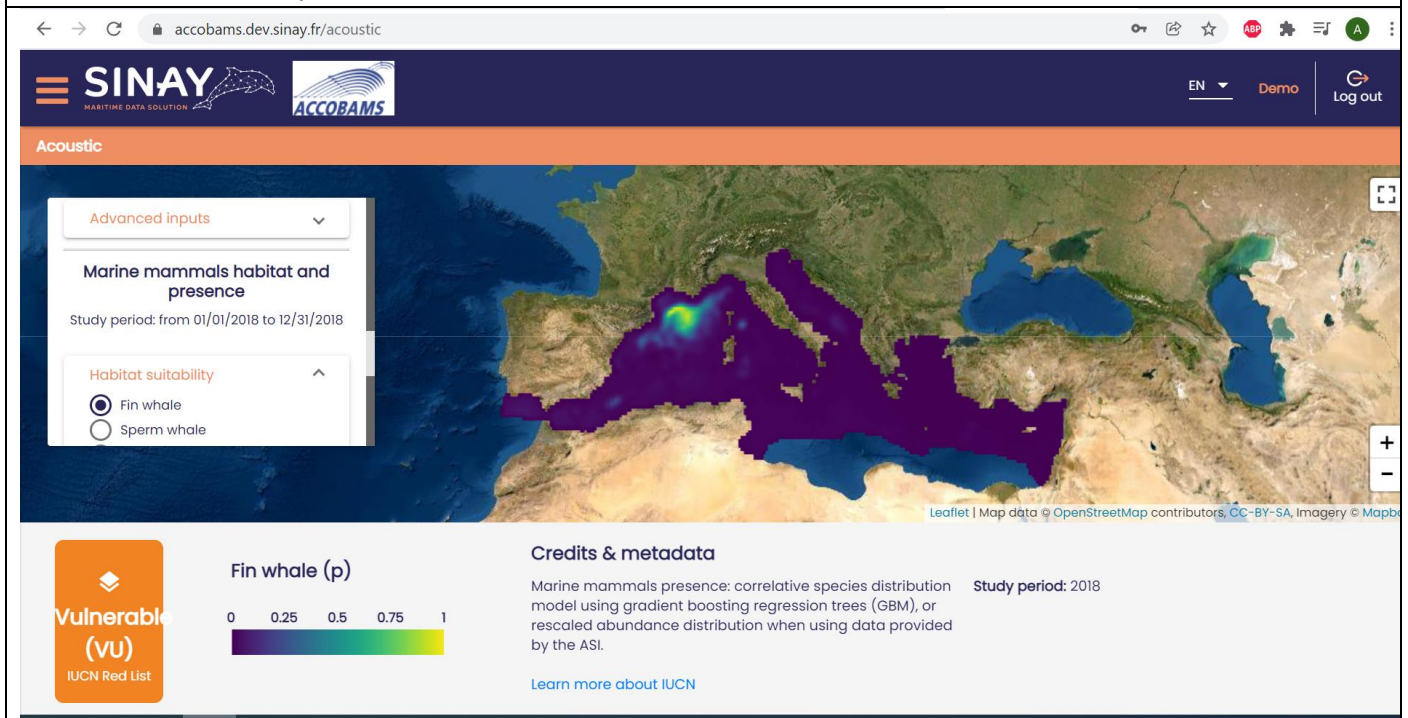 accobams.dev.sinay.fr/acoustic
ABP
A
SINAY
MARITIME DATA SOLUTION
ACCOBAMS
EN
Demo
Log out
Acoustic
Advanced inputs
Marine mammals habitat and
presence
Study period: from 01/01/2018 to 12/31/2018
Habitat suitability
Fin whale
Sperm whale
+
−
Leaflet | Map data © OpenStreetMap contributors, CC-BY-SA, Imagery © Mapbo
Vulnerable
(VU)
IUCN Red List
Fin whale (p)
0 0.25 0.5 0.75 1
Credits & metadata
Marine mammals presence: correlative species distribution
model using gradient boosting regression trees (GBM), or
rescaled abundance distribution when using data provided
by the ASI.
Study period: 2018
Learn more about IUCN